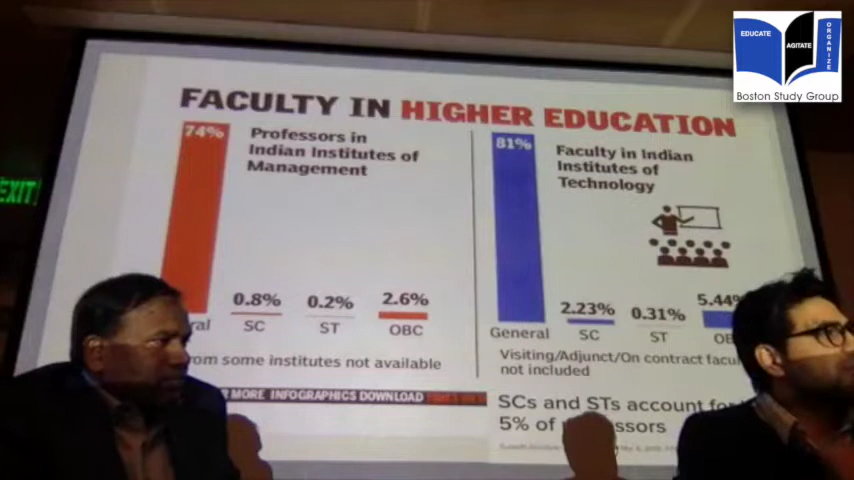 EDUCATE
AGITATE
ORGANIZE
Boston Study Group
EXIT
FACULTY IN HIGHER EDUCATION
74%
Professors in
Indian Institutes of
Management
0.8%
0.2%
2.6%
SC
ST
OBC
from some institutes not available
MORE INFOGRAPHICS DOWNLOAD
81%
Faculty in Indian
Institutes of
Technology
2.23%
0.31%
5.44%
General
SC
ST
Visiting/Adjunct/On contract
not included
SCs and STs account for
5% of